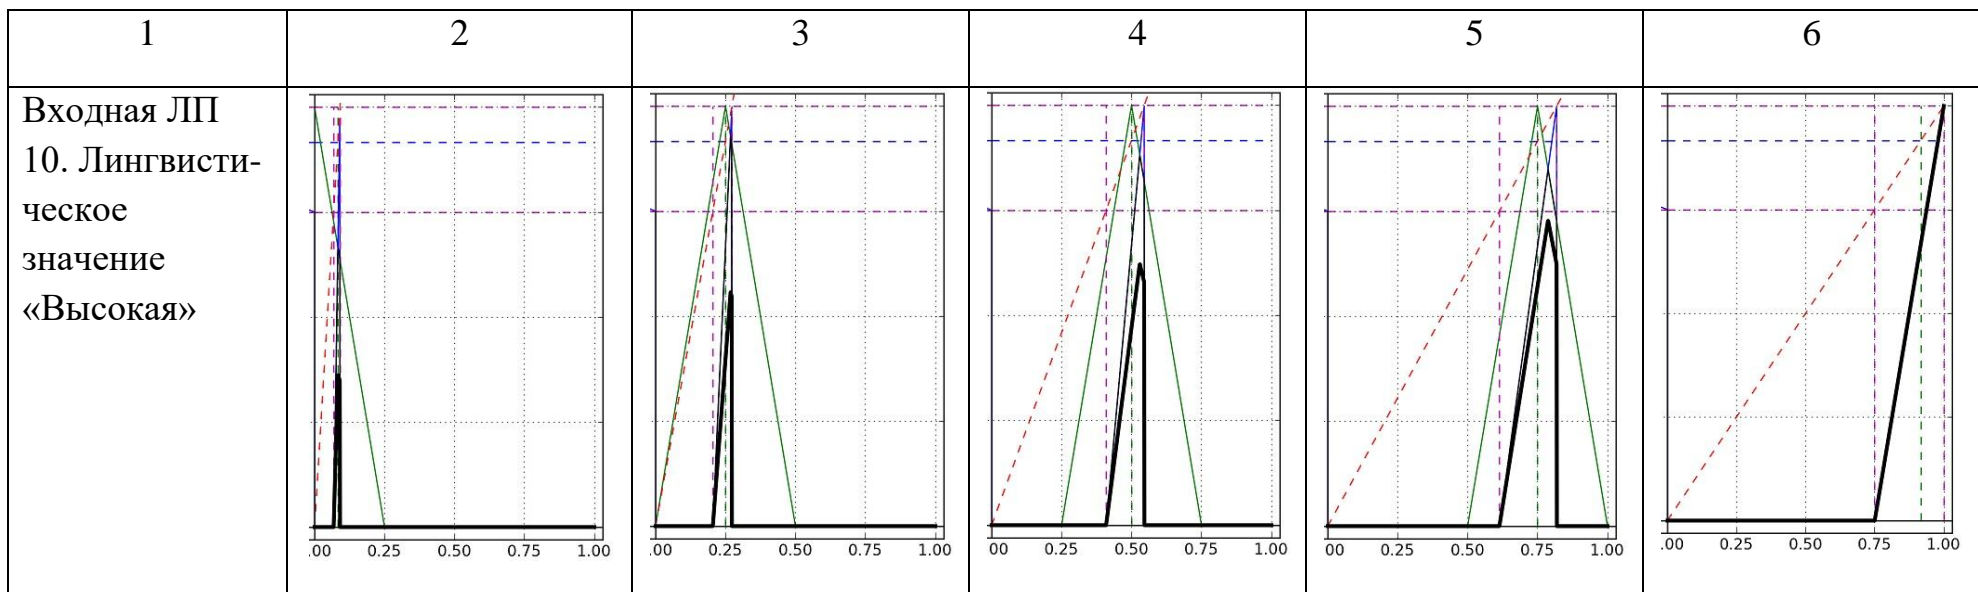 1 2 3 4 5 6
Входная ЛП
10. Лингвисти-
ческое
значение
«Высокая»
.00 0.25 0.50 0.75 1.00
.00 0.25 0.50 0.75 1.00
00 0.25 0.50 0.75 1.00
00 0.25 0.50 0.75 1.00
.00 0.25 0.50 0.75 1.00